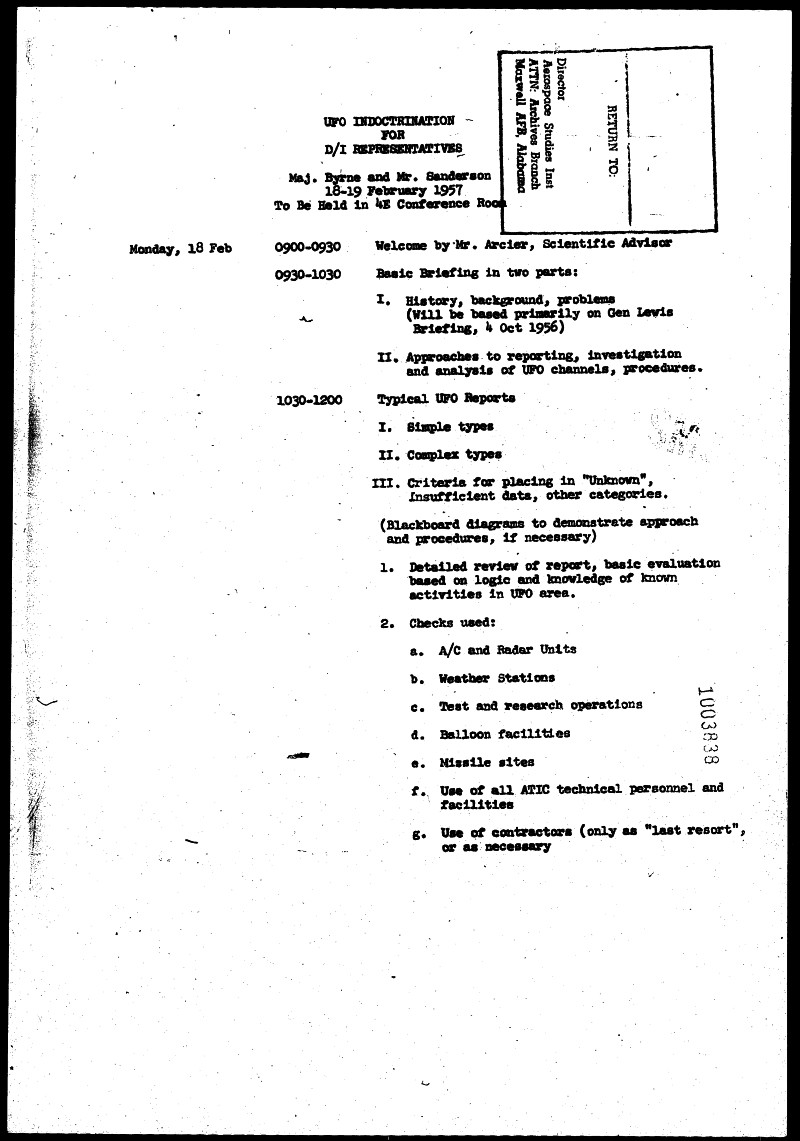 UFO INDOCTRINATION
FOR
D/I REPRESENTATIVES
Maj. Byrne and Mr. Sanderson
18-19 February 1957
To Be Held in 4E Conference Room
RETURN TO:
Director
Aerospace Studies Inst
ATTN: Archives Branch
Maxwell AFB, Alabama
Monday, 18 Feb 0900-0930 Welcome by Mr. Arcier, Scientific Advisor
0930-1030 Basic Briefing in two parts:
I. History, background, problems
(Will be based primarily on Gen Lewis
Briefing, 4 Oct 1956)
II. Approaches to reporting, investigation
and analysis of UFO channels, procedures.
1030-1200 Typical UFO Reports
I. Simple types
II. Complex types
III. Criteria for placing in "Unknown",
Insufficient data, other categories.
(Blackboard diagrams to demonstrate approach
and procedures, if necessary)
1. Detailed review of report, basic evaluation
based on logic and knowledge of known
activities in UFO area.
2. Checks used:
a. A/C and Radar Units
b. Weather Stations
c. Test and research operations
d. Balloon facilities
e. Missile sites
f. Use of all ATIC technical personnel and
facilities
g. Use of contractors (only as "last resort",
or as necessary
1003838